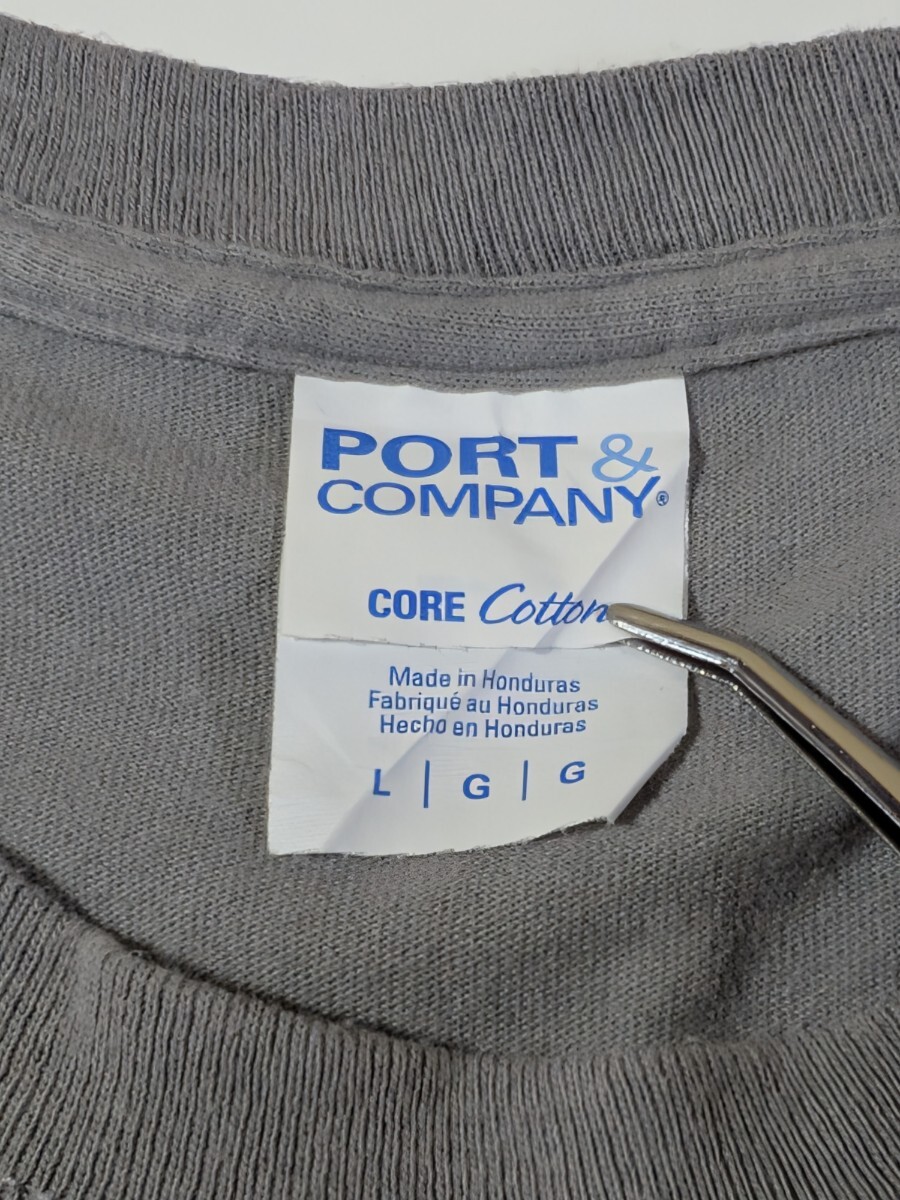 PORT &
COMPANY®
CORE Cotton
Made in Honduras
Fabriqué au Honduras
Hecho en Honduras
L | G | G